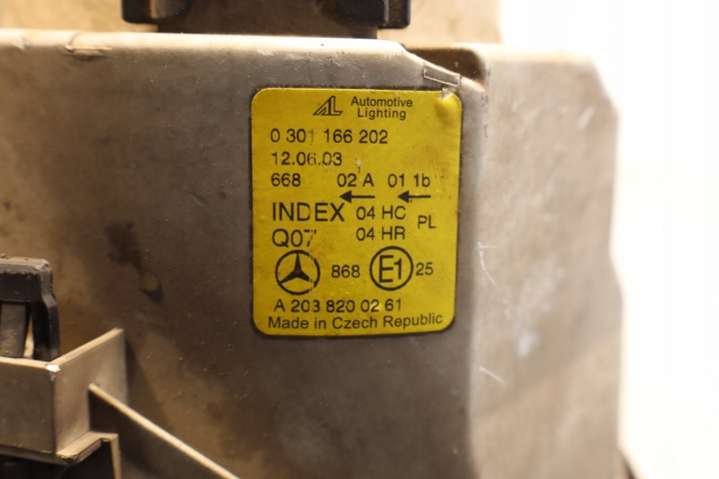 AL Automotive
Lighting
0 301 166 202
12.06.03
668 02 A 01 1b
INDEX 04 HC PL
Q07 04 HR
868 E1 25
A 203 820 02 61
Made in Czech Republic